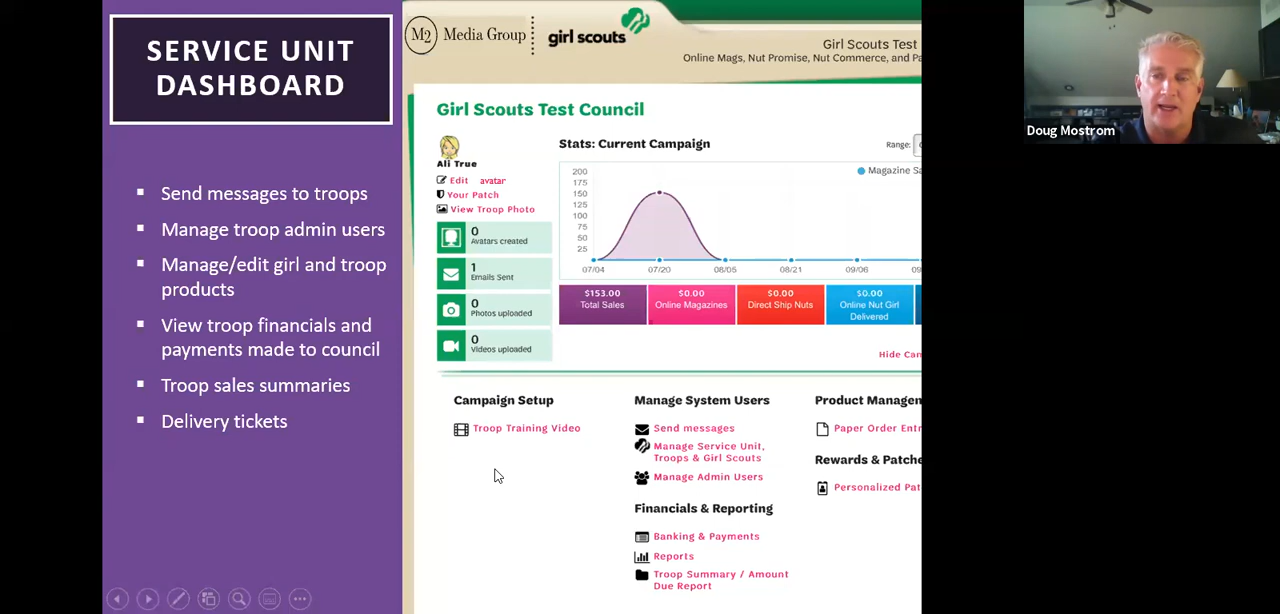 SERVICE UNIT
DASHBOARD
Send messages to troops
Manage troop admin users
Manage/edit girl and troop
products
View troop financials and
payments made to council
Troop sales summaries
Delivery tickets
M2 Media Group
girl scouts
Girl Scouts Test
Online Mags, Nut Promise, Nut Commerce, and Pa
Girl Scouts Test Council
Ali True
Edit avatar
Your Patch
View Troop Photo
0
Avatars created
1
Emails Sent
0
Photos uploaded
0
Videos uploaded
Stats: Current Campaign
Range:
Magazine Sa
200
175
150
125
100
75
50
25
07/04 07/20 08/05 08/21 09/06 09
$153.00
Total Sales
$0.00
Online Magazines
$0.00
Direct Ship Nuts
$0.00
Online Nut Girl
Delivered
Hide Cam
Campaign Setup
Troop Training Video
Manage System Users
Send messages
Manage Service Unit,
Troops & Girl Scouts
Manage Admin Users
Financials & Reporting
Banking & Payments
Reports
Troop Summary / Amount
Due Report
Product Managem
Paper Order Entr
Rewards & Patche
Personalized Pat
Doug Mostrom